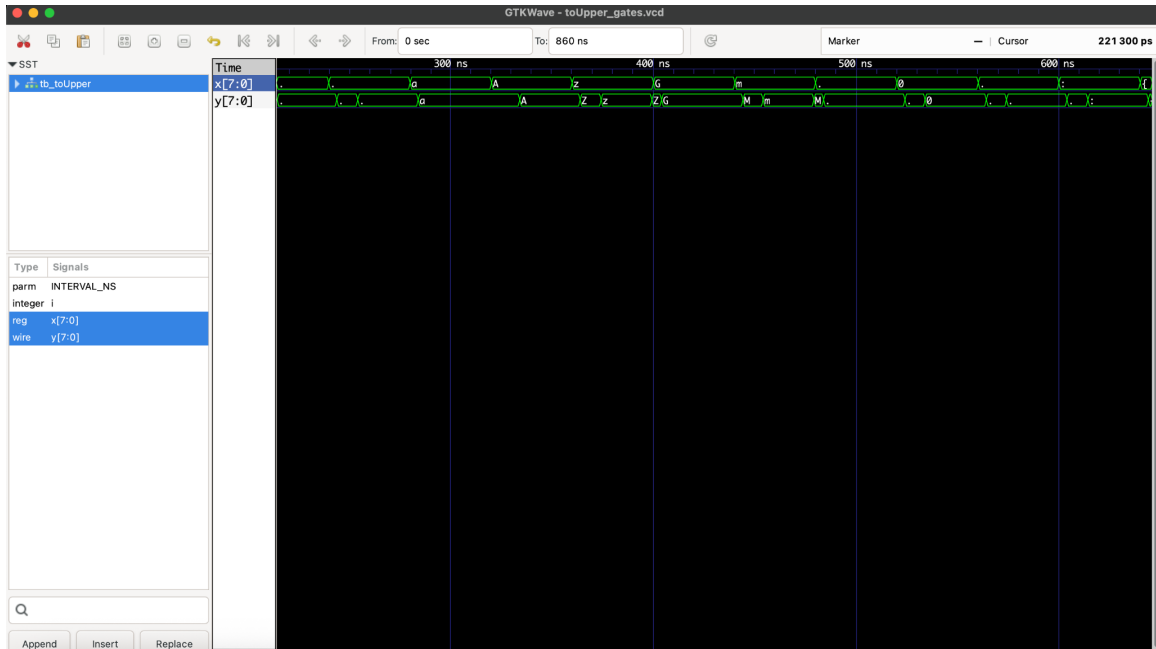 GTKWave - toUpper_gates.vcd
From: 0 sec To: 860 ns Marker — | Cursor 221 300 ps
SST
tb_toUpper
Time
300 ns 400 ns 500 ns 600 ns
x[7:0] . . a A z G m . 0 . : {
y[7:0] . . . a A Z z Z G M m M . . 0 . . . :
Type Signals
parm INTERVAL_NS
integer i
reg x[7:0]
wire y[7:0]
Append Insert Replace